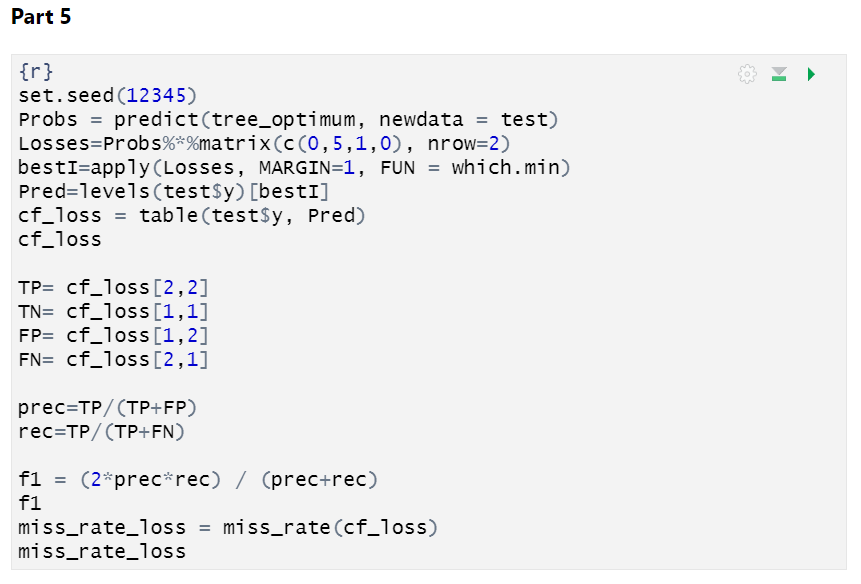 Part 5
{r}
set.seed(12345)
Probs = predict(tree_optimum, newdata = test)
Losses=Probs%*%matrix(c(0,5,1,0), nrow=2)
bestI=apply(Losses, MARGIN=1, FUN = which.min)
Pred=levels(test$y)[bestI]
cf_loss = table(test$y, Pred)
cf_loss
TP= cf_loss[2,2]
TN= cf_loss[1,1]
FP= cf_loss[1,2]
FN= cf_loss[2,1]
prec=TP/(TP+FP)
rec=TP/(TP+FN)
f1 = (2*prec*rec) / (prec+rec)
f1
miss_rate_loss = miss_rate(cf_loss)
miss_rate_loss